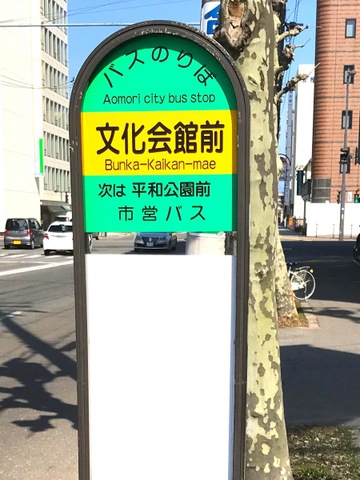 バスのりば
Aomori city bus stop
文化会館前
Bunka-Kaikan-mae
次は 平和公園前
市営バス